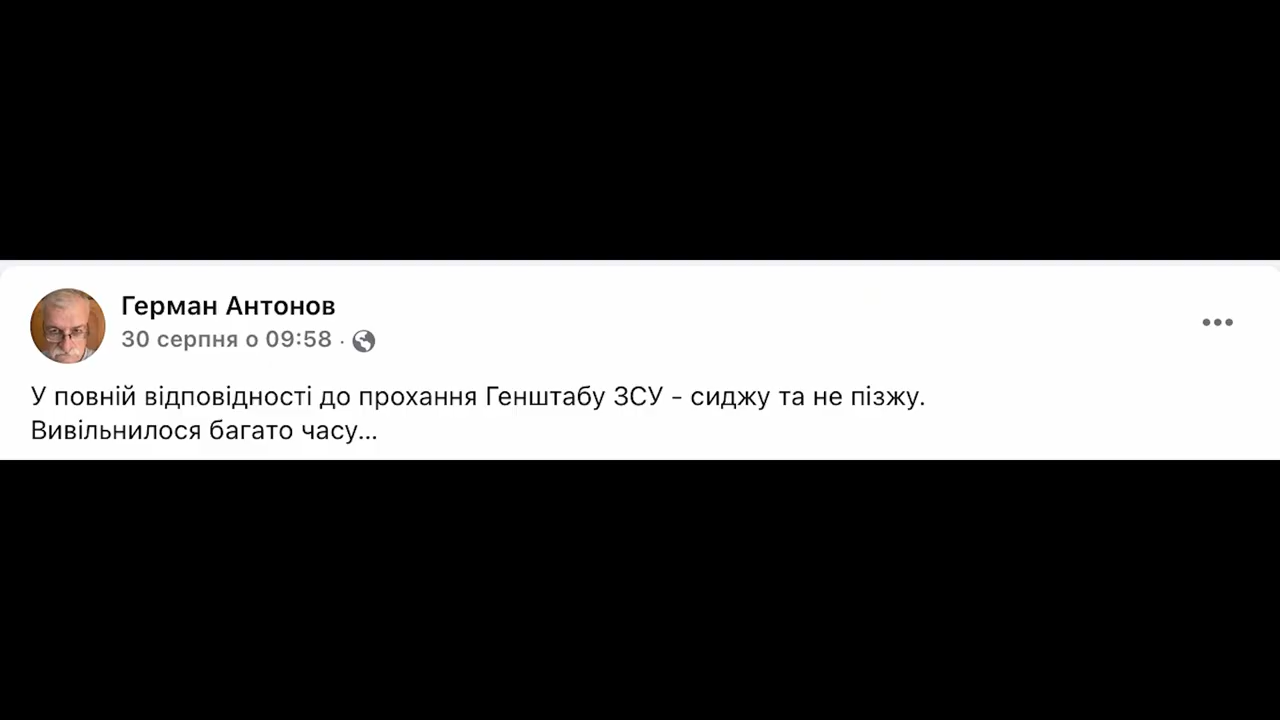 Герман Антонов
30 серпня о 09:58 ·
У повній відповідності до прохання Генштабу ЗСУ - сиджу та не пізжу.
Вивільнилося багато часу...